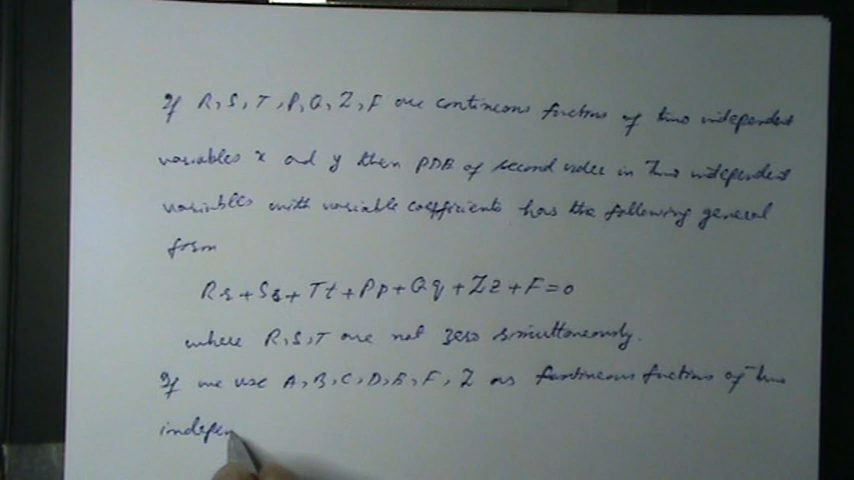 If R, S, T, P, Q, Z, F are continuous functions of two independent
variables x and y then PDE of second order in two independent
variables with variable coefficients has the following general
form
Rr + Ss + Tt + Pp + Qq + Zz + F = 0
where R, S, T are not zero simultaneously.
If we use A, B, C, D, E, F, Z as functions of two
indepen